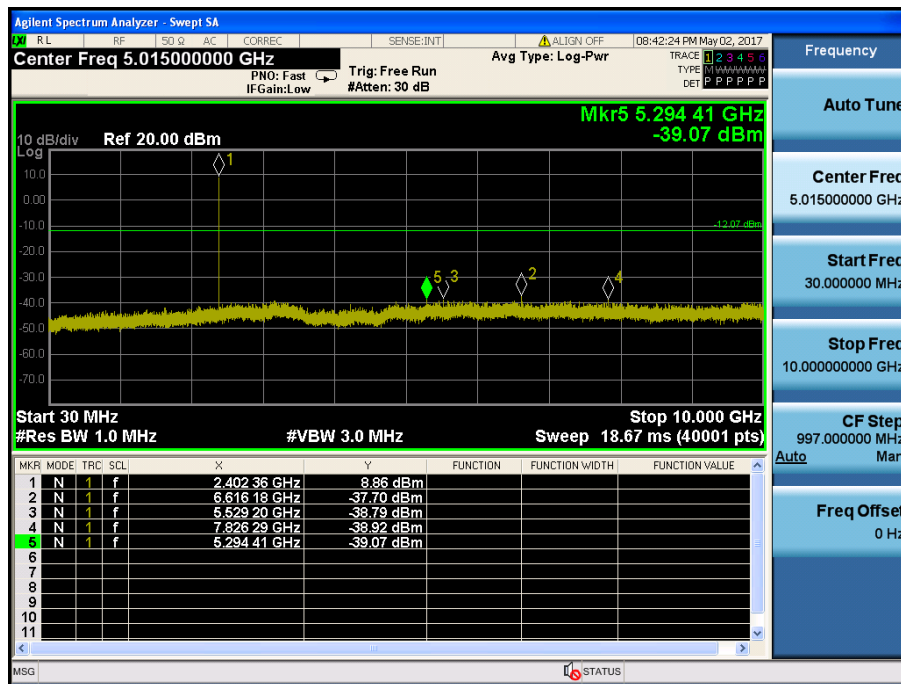 Agilent Spectrum Analyzer - Swept SA
LXI RL RF 50 Ω AC CORREC SENSE:INT ALIGN OFF 08:42:24 PM May 02, 2017
Center Freq 5.015000000 GHz
PNO: Fast
IFGain:Low
Trig: Free Run
#Atten: 30 dB
Avg Type: Log-Pwr
TRACE 1 2 3 4 5 6
TYPE M
DET P P P P P P
Mkr5 5.294 41 GHz
-39.07 dBm
10 dB/div Ref 20.00 dBm
Log
10.0
0.00
-10.0
-20.0
-30.0
-40.0
-50.0
-60.0
-70.0
1
-12.07 dBm
5 3 2 4
Start 30 MHz Stop 10.000 GHz
#Res BW 1.0 MHz #VBW 3.0 MHz Sweep 18.67 ms (40001 pts)
MKR MODE TRC SCL X Y FUNCTION FUNCTION WIDTH FUNCTION VALUE
1 N 1 f 2.402 36 GHz 8.86 dBm
2 N 1 f 6.616 18 GHz -37.70 dBm
3 N 1 f 5.529 20 GHz -38.79 dBm
4 N 1 f 7.826 29 GHz -38.92 dBm
5 N 1 f 5.294 41 GHz -39.07 dBm
6
7
8
9
10
11
MSG STATUS
Frequency
Auto Tune
Center Freq
5.015000000 GHz
Start Freq
30.000000 MHz
Stop Freq
10.000000000 GHz
CF Step
997.000000 MHz
Auto Man
Freq Offset
0 Hz